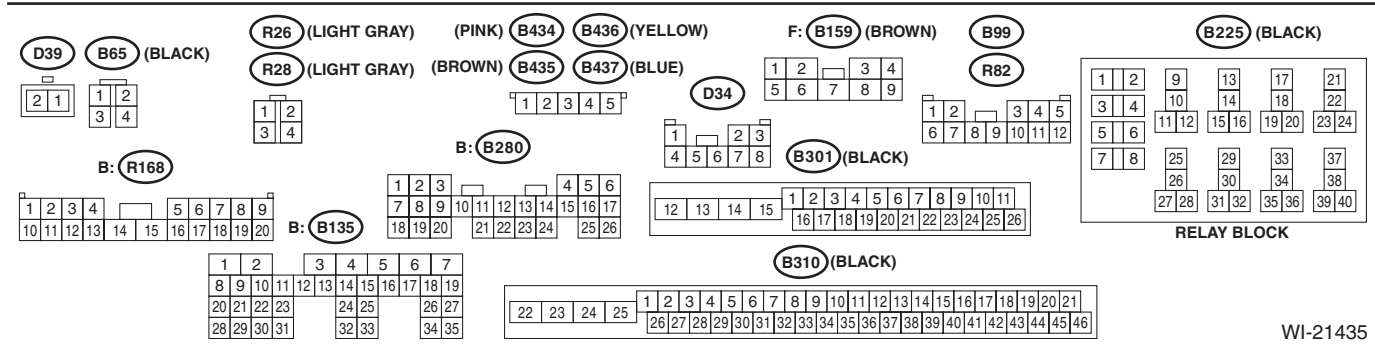 D39 B65 (BLACK)
2 1
1 2
3 4
R26 (LIGHT GRAY)
R28 (LIGHT GRAY)
1 2
3 4
(PINK) B434 B436 (YELLOW)
(BROWN) B435 B437 (BLUE)
1 2 3 4 5
F: B159 (BROWN)
1 2 3 4
5 6 7 8 9
D34
1 2 3
4 5 6 7 8
B99
R82
1 2 3 4 5
6 7 8 9 10 11 12
B225 (BLACK)
1 2 9 13 17 21
3 4 10 14 18 22
5 6 11 12 15 16 19 20 23 24
7 8 25 29 33 37
26 30 34 38
27 28 31 32 35 36 39 40
RELAY BLOCK
B: R168
1 2 3 4 5 6 7 8 9
10 11 12 13 14 15 16 17 18 19 20
B: B280
1 2 3 4 5 6
7 8 9 10 11 12 13 14 15 16 17
18 19 20 21 22 23 24 25 26
B301 (BLACK)
1 2 3 4 5 6 7 8 9 10 11
12 13 14 15
16 17 18 19 20 21 22 23 24 25 26
B: B135
1 2 3 4 5 6 7
8 9 10 11 12 13 14 15 16 17 18 19
20 21 22 23 24 25 26 27
28 29 30 31 32 33 34 35
B310 (BLACK)
1 2 3 4 5 6 7 8 9 10 11 12 13 14 15 16 17 18 19 20 21
22 23 24 25
26 27 28 29 30 31 32 33 34 35 36 37 38 39 40 41 42 43 44 45 46
WI-21435